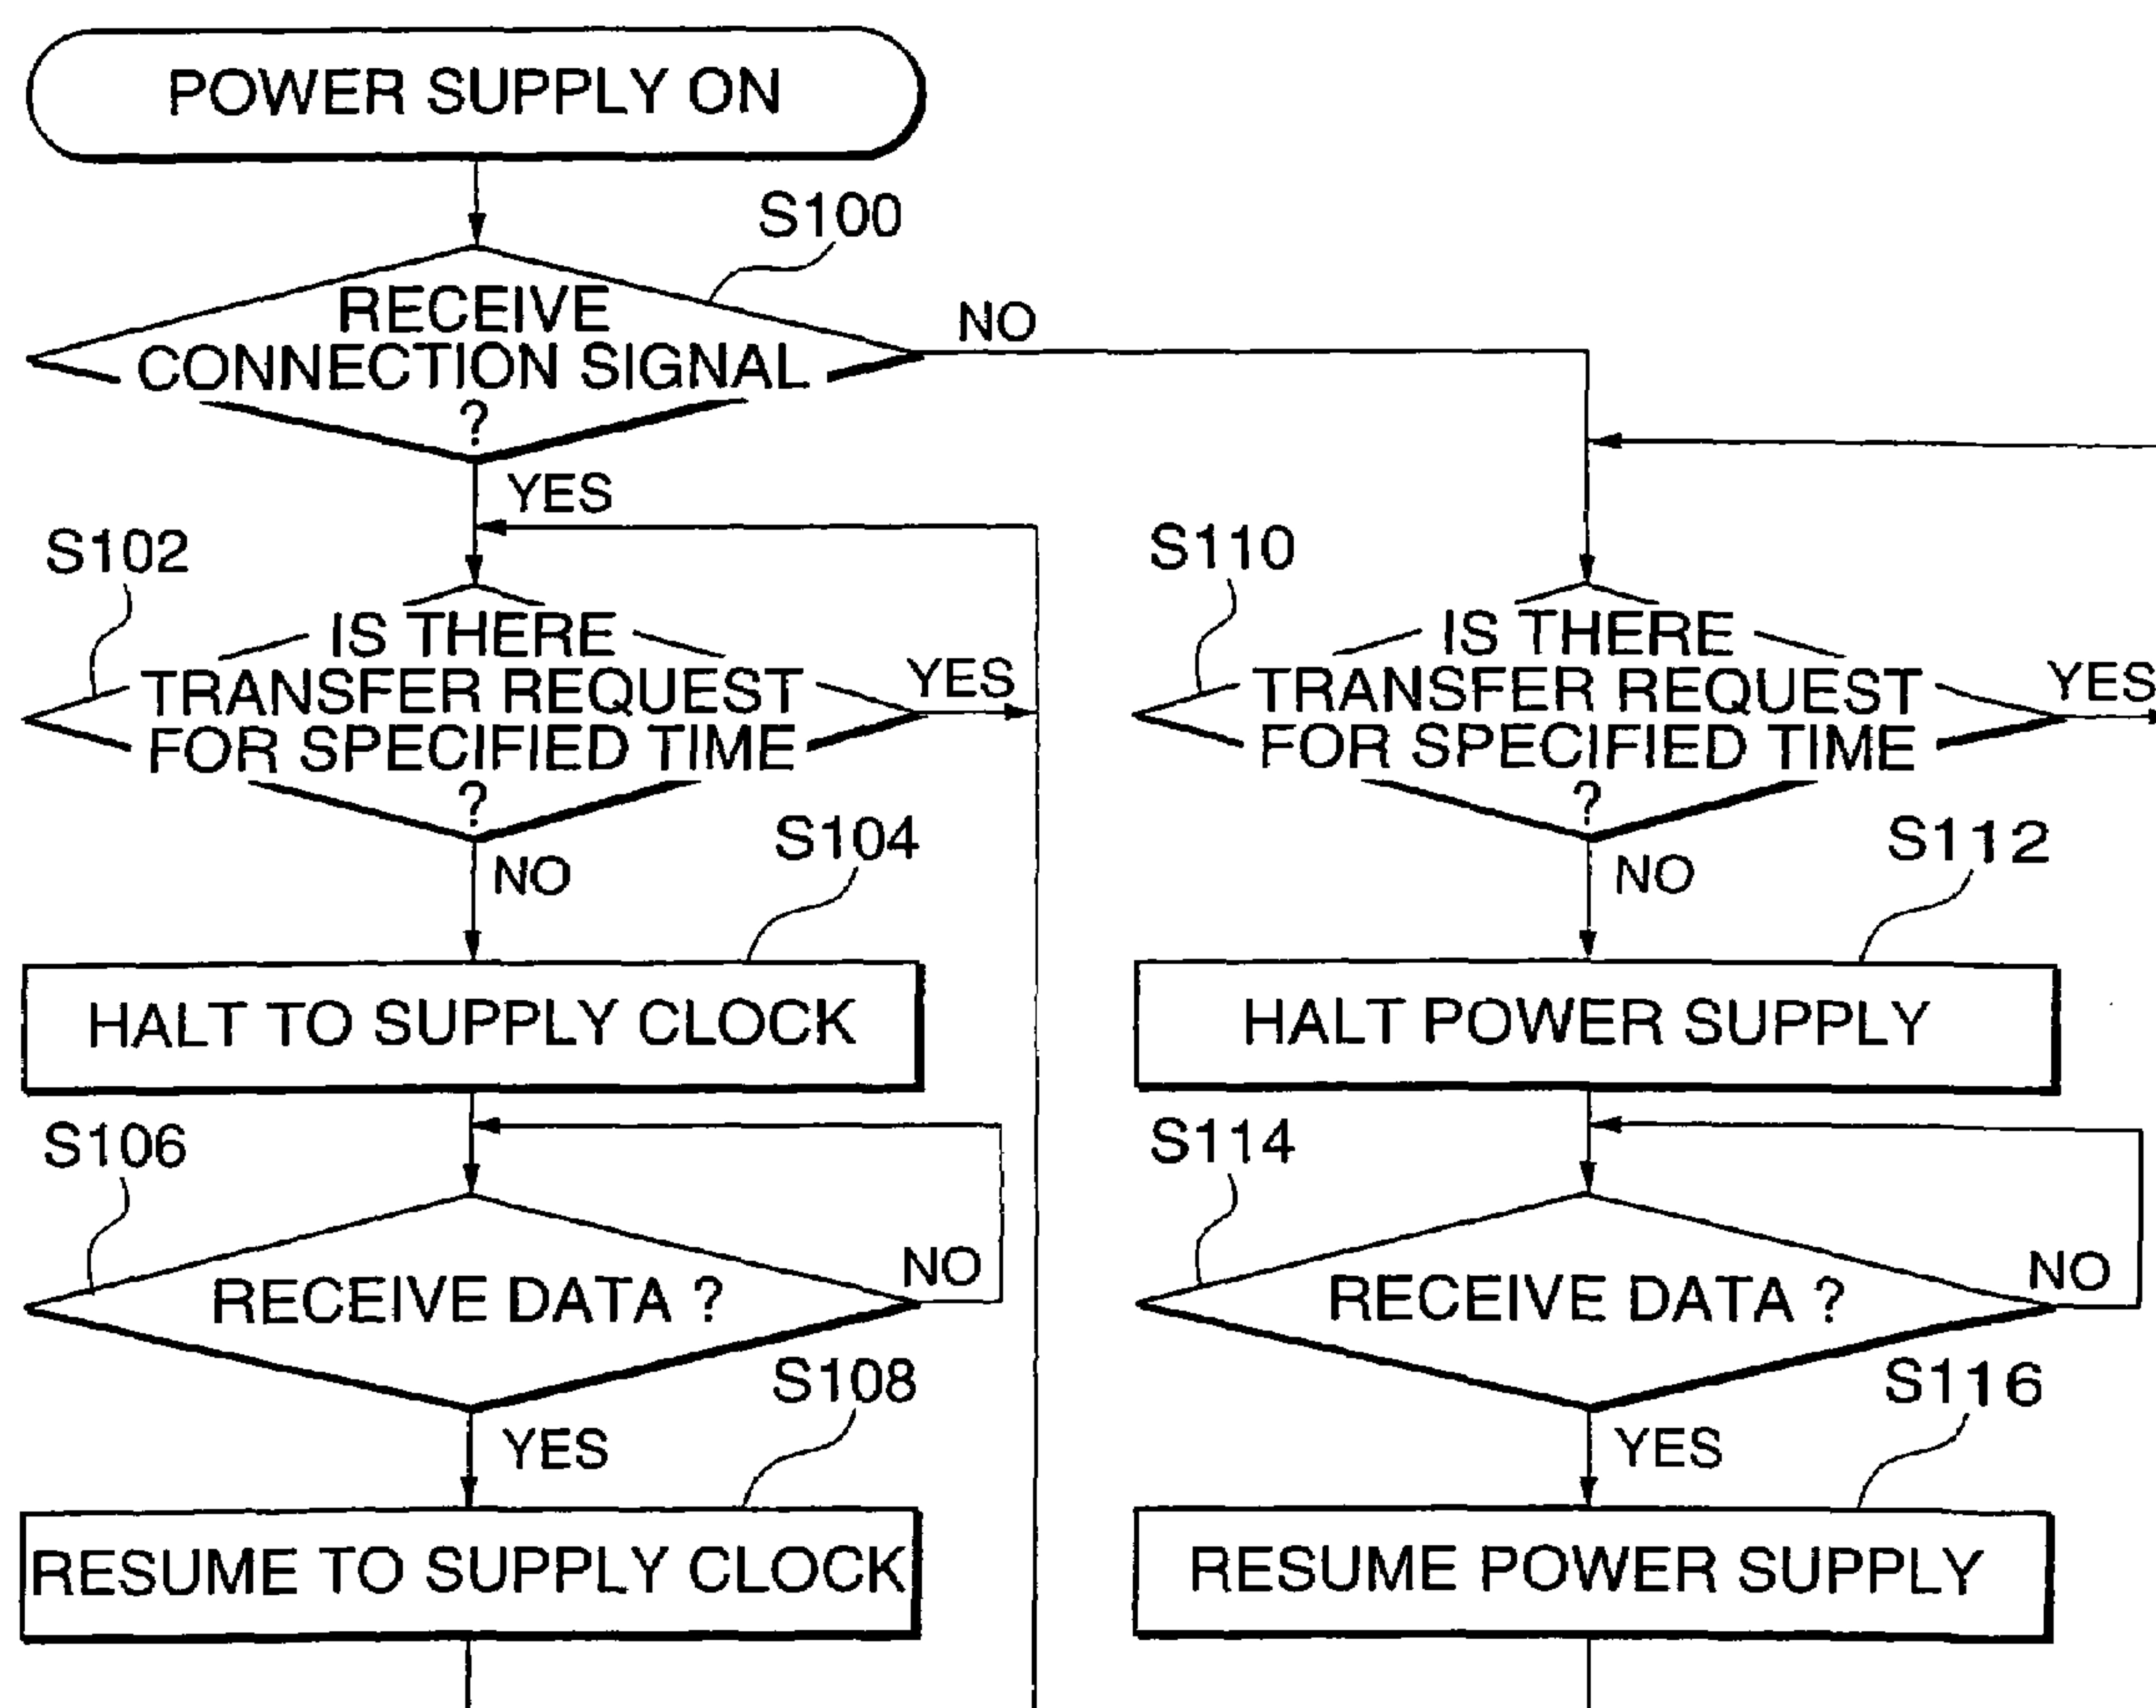 POWER SUPPLY ON
S100
RECEIVE
CONNECTION SIGNAL
?
NO
YES
S102
IS THERE
TRANSFER REQUEST
FOR SPECIFIED TIME
?
YES
NO
S104
HALT TO SUPPLY CLOCK
S106
RECEIVE DATA ?
NO
YES
S108
RESUME TO SUPPLY CLOCK
S110
IS THERE
TRANSFER REQUEST
FOR SPECIFIED TIME
?
YES
NO
S112
HALT POWER SUPPLY
S114
RECEIVE DATA ?
NO
YES
S116
RESUME POWER SUPPLY